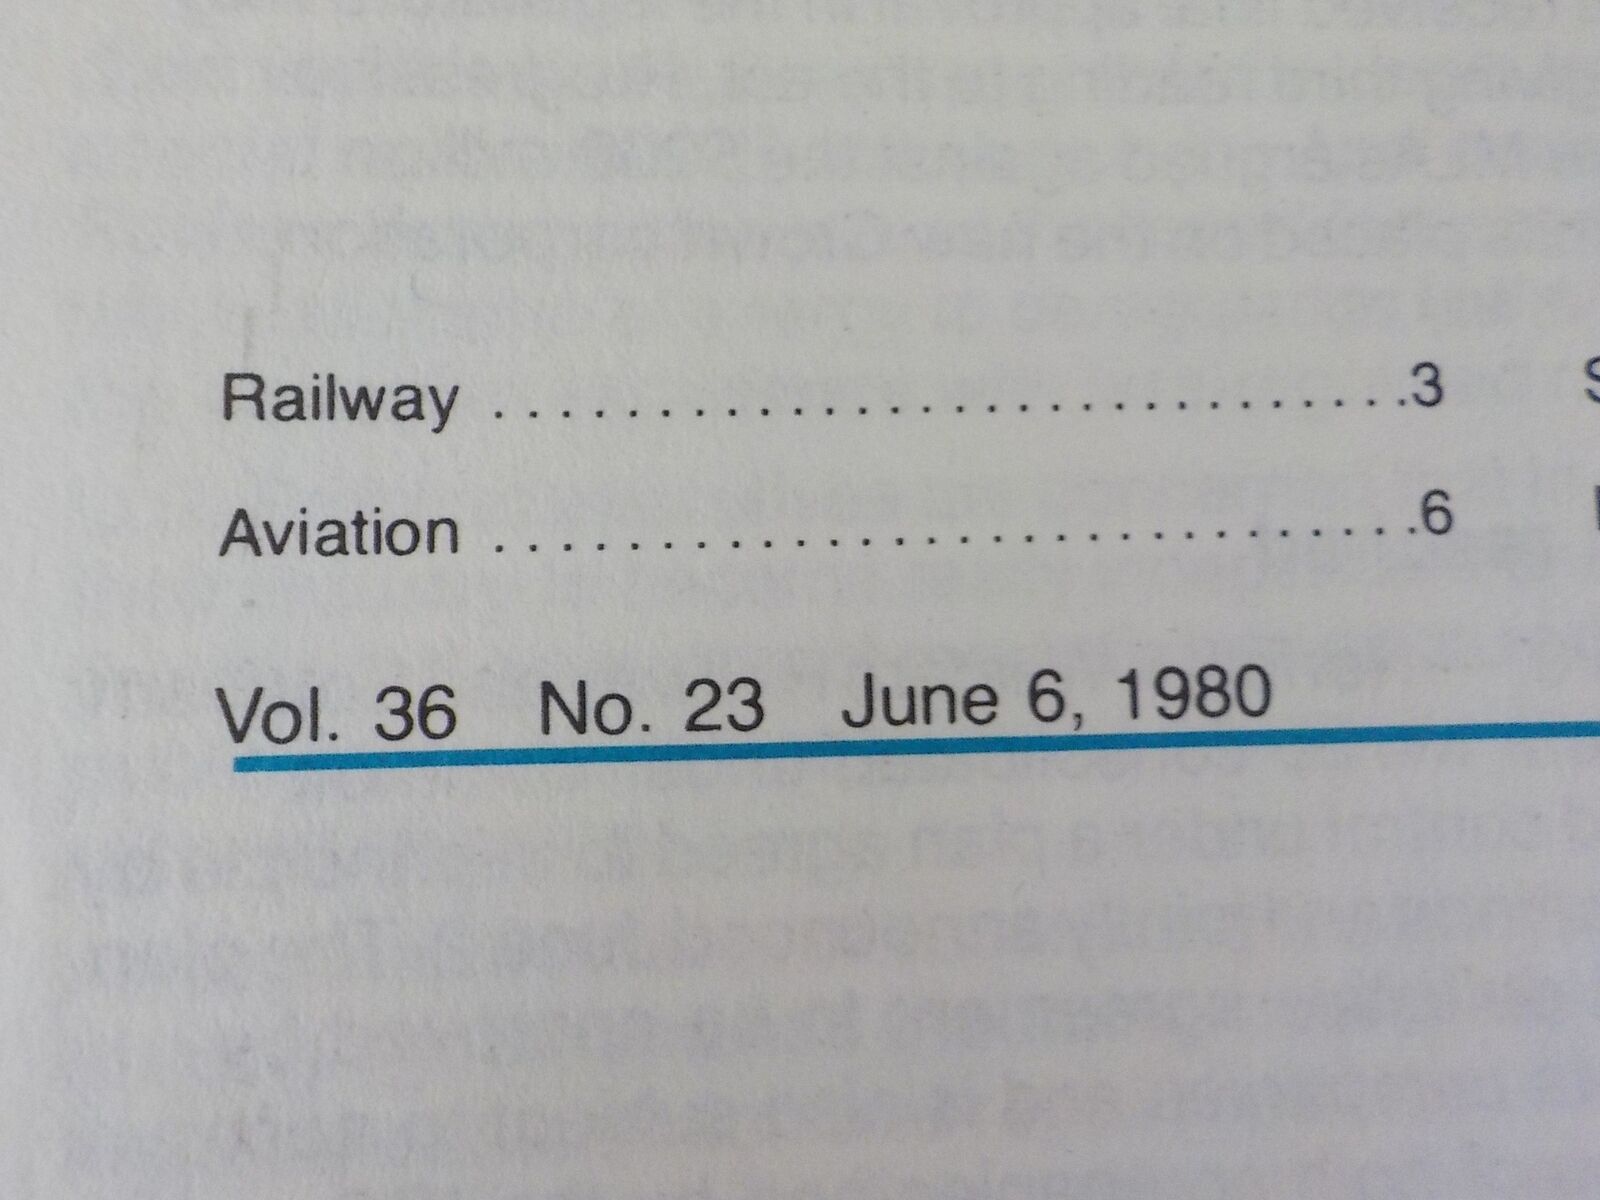 Railway ..............................3
Aviation ..............................6
Vol. 36 No. 23 June 6, 1980